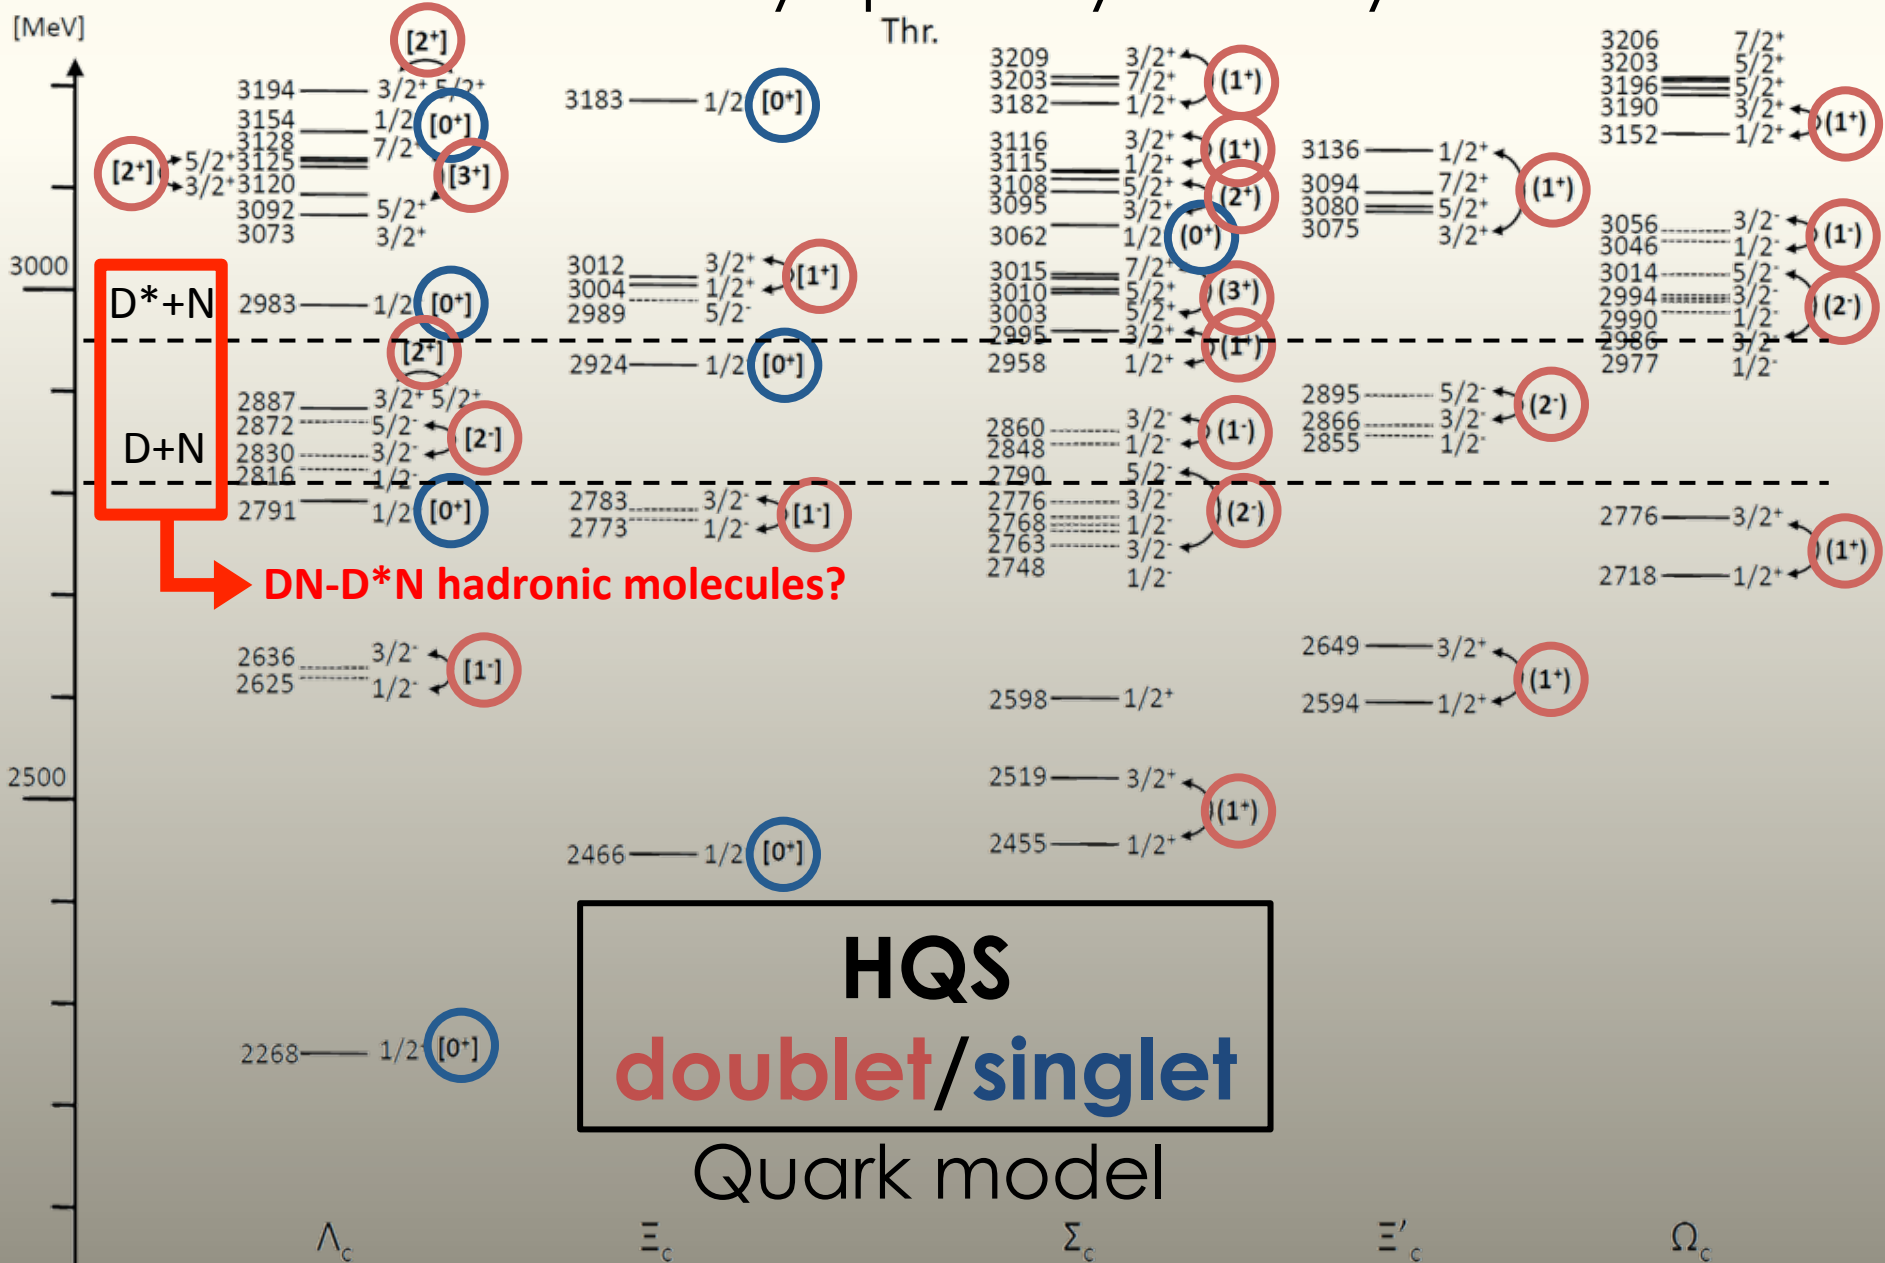 [MeV]
3000
2500
D*+N
D+N
DN-D*N hadronic molecules?
[2⁺]
3194 3/2⁺ 5/2⁺
3154 1/2 [0⁺]
3128 7/2⁺
[2⁺] 5/2⁺ 3125 [3⁺]
3/2⁺ 3120
3092 5/2⁺
3073 3/2⁺
2983 1/2 [0⁺]
[2⁺]
2887 3/2⁺ 5/2⁺
2872 5/2⁻ [2⁻]
2830 3/2⁻
2816 1/2⁻
2791 1/2 [0⁺]
2636 3/2⁻ [1⁻]
2625 1/2⁻
2268 1/2⁺ [0⁺]
Λc
3183 1/2 [0⁺]
3012 3/2⁺ [1⁺]
3004 1/2⁺
2989 5/2⁻
2924 1/2 [0⁺]
2783 3/2⁻ [1⁻]
2773 1/2⁻
2466 1/2 [0⁺]
Ξc
Thr.
3209 3/2⁺ (1⁺)
3203 7/2⁺
3182 1/2⁺
3116 3/2⁺ (1⁺)
3115 1/2⁺
3108 5/2⁺ (2⁺)
3095 3/2⁺
3062 1/2 (0⁺)
3015 7/2⁺ (3⁺)
3010 5/2⁺
3003 5/2⁺
2995 3/2⁺ (1⁺)
2958 1/2⁺
2860 3/2⁻ (1⁻)
2848 1/2⁻
2790 5/2⁻ (2⁻)
2776 3/2⁻
2768 1/2⁻
2763 3/2⁻
2748 1/2⁻
2598 1/2⁺
2519 3/2⁺ (1⁺)
2455 1/2⁺
Σc
3136 1/2⁺ (1⁺)
3094 7/2⁺
3080 5/2⁺
3075 3/2⁺
2895 5/2⁻ (2⁻)
2866 3/2⁻
2855 1/2⁻
2649 3/2⁺ (1⁺)
2594 1/2⁺
Ξ′c
3206 7/2⁺
3203 5/2⁺
3196 5/2⁺
3190 3/2⁺ (1⁺)
3152 1/2⁺
3056 3/2⁻ (1⁻)
3046 1/2⁻
3014 5/2⁻ (2⁻)
2994 3/2⁻
2990 1/2⁻
2986 3/2⁻
2977 1/2⁻
2776 3/2⁺ (1⁺)
2718 1/2⁺
Ωc
HQS
doublet/singlet
Quark model